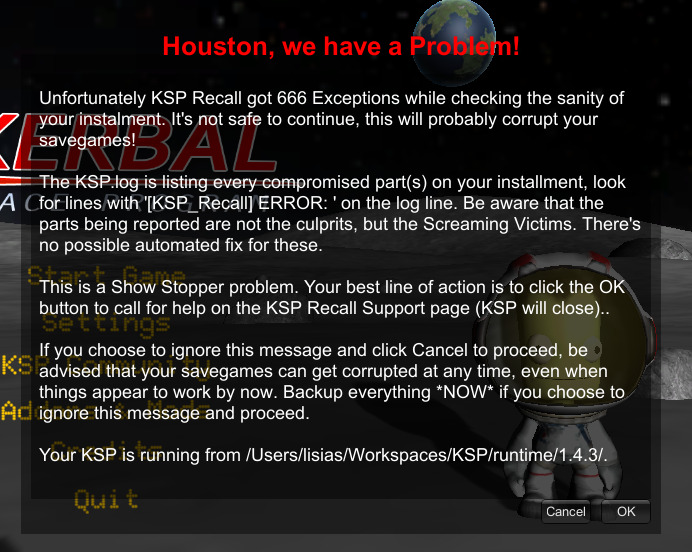 Houston, we have a Problem!
Unfortunately KSP Recall got 666 Exceptions while checking the sanity of
your instalment. It's not safe to continue, this will probably corrupt your
savegames!
KERBAL
The KSP.log is listing every compromised part(s) on your installment, look
for lines with '[KSP_Recall] ERROR: ' on the log line. Be aware that the
ACE PROGRAM
parts being reported are not the culprits, but the Screaming Victims. There's
no possible automated fix for these.
Start Game
This is a Show Stopper problem. Your best line of action is to click the OK
button to call for help on the KSP Recall Support page (KSP will close)..
Settings
If you choose to ignore this message and click Cancel to proceed, be
KSP Community
advised that your savegames can get corrupted at any time, even when
things appear to work by now. Backup everything *NOW* if you choose to
Addons & Mods
ignore this message and proceed.
Credits
Your KSP is running from /Users/lisias/Workspaces/KSP/runtime/1.4.3/.
Quit
Cancel
OK